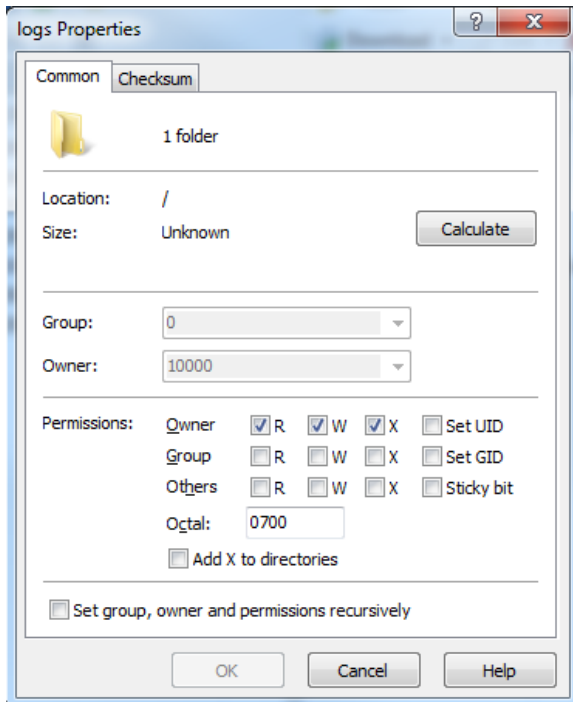 logs Properties
Common Checksum
1 folder
Location: /
Size: Unknown Calculate
Group: 0
Owner: 10000
Permissions: Owner R W X Set UID
Group R W X Set GID
Others R W X Sticky bit
Octal: 0700
Add X to directories
Set group, owner and permissions recursively
OK Cancel Help